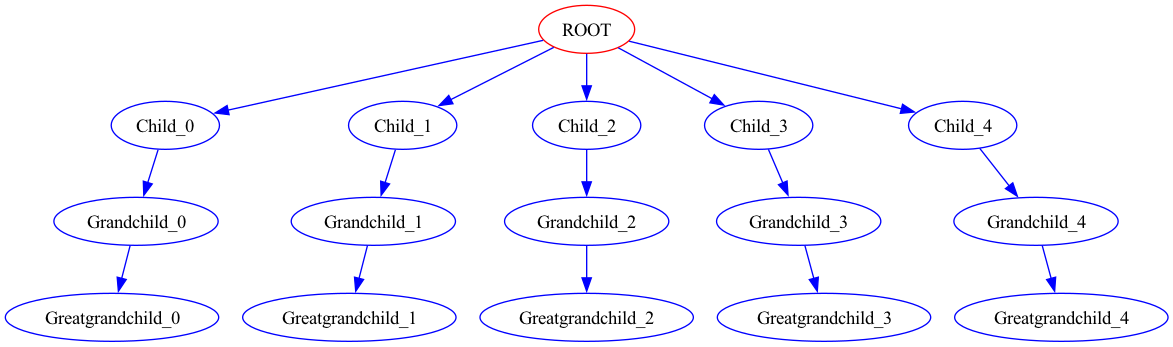 ROOT
Child_0
Child_1
Child_2
Child_3
Child_4
Grandchild_0
Grandchild_1
Grandchild_2
Grandchild_3
Grandchild_4
Greatgrandchild_0
Greatgrandchild_1
Greatgrandchild_2
Greatgrandchild_3
Greatgrandchild_4